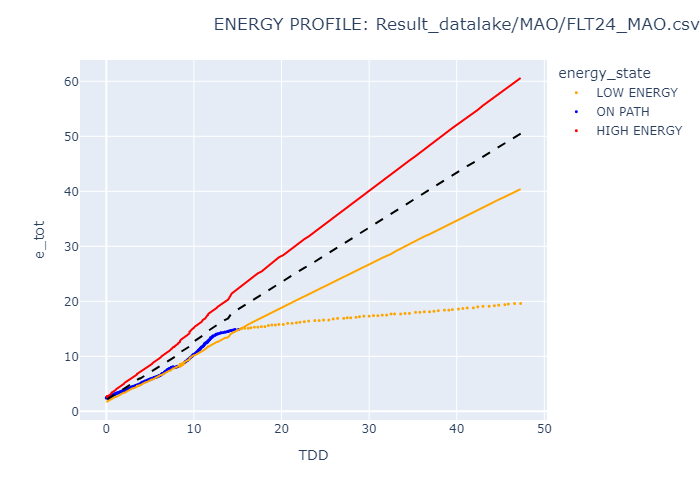 ENERGY PROFILE: Result_datalake/MAO/FLT24_MAO.csv
energy_state
LOW ENERGY
ON PATH
HIGH ENERGY
60
50
40
30
20
10
0
e_tot
0 10 20 30 40 50
TDD